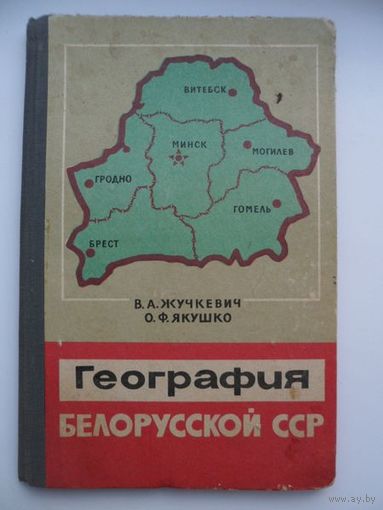 ВИТЕБСК
МИНСК
МОГИЛЕВ
ГРОДНО
ГОМЕЛЬ
БРЕСТ
В.А.ЖУЧКЕВИЧ
О.Ф.ЯКУШКО
География
БЕЛОРУССКОЙ ССР
www.ay.by